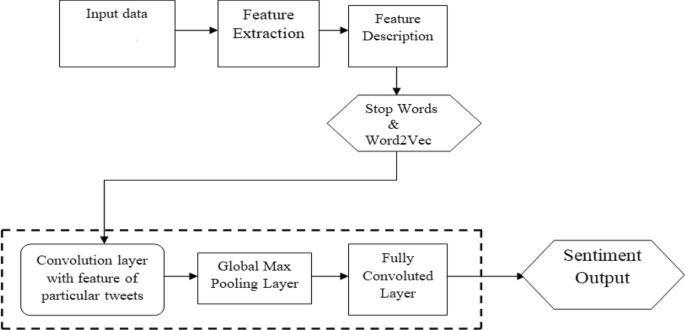 Input data
Feature
Extraction
Feature
Description
Stop Words
&
Word2Vec
Convolution layer
with feature of
particular tweets
Global Max
Pooling Layer
Fully
Convoluted
Layer
Sentiment
Output